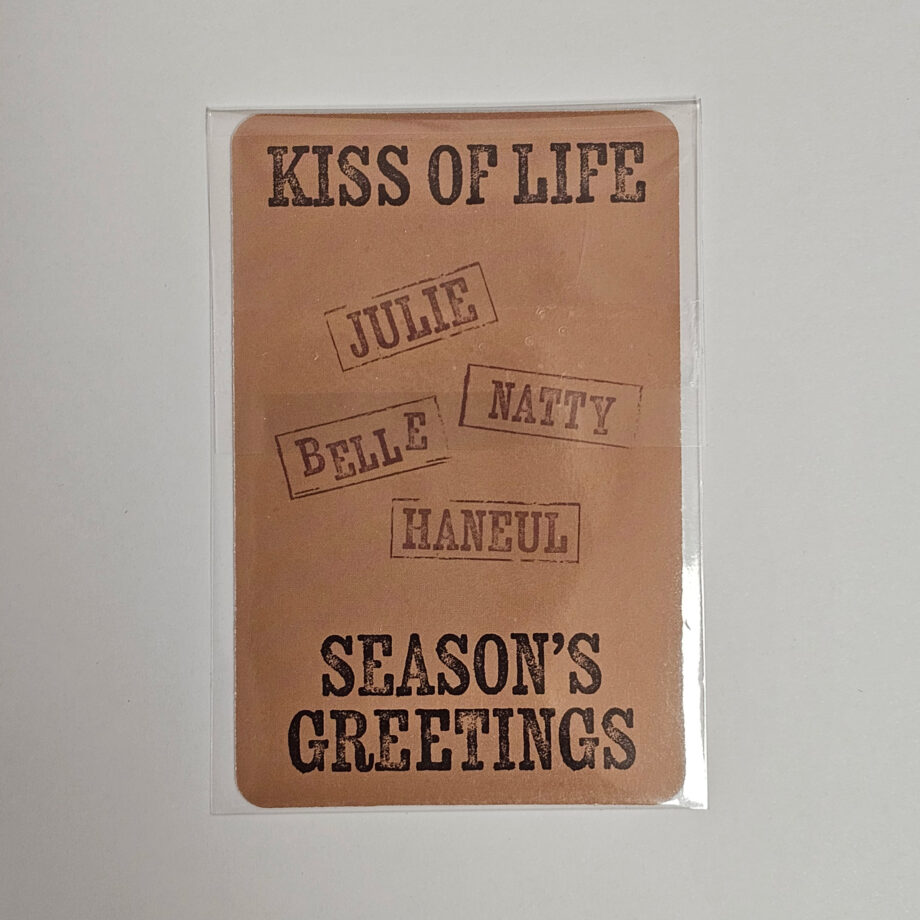 KISS OF LIFE
JULIE
NATTY
BELLE
HANEUL
SEASON'S
GREETINGS